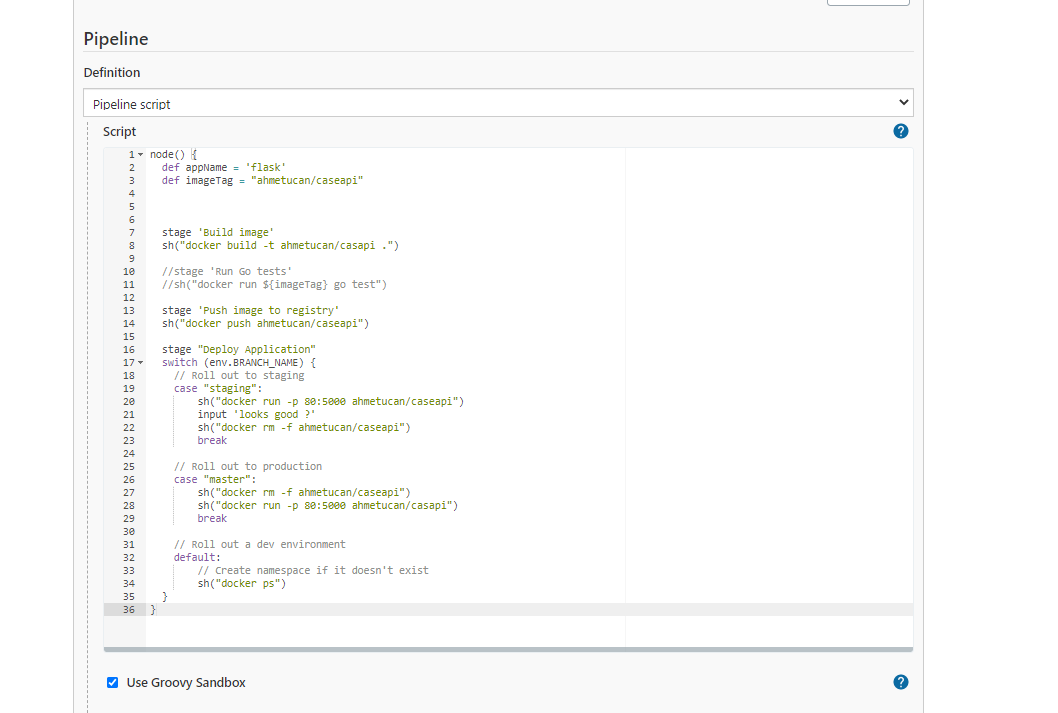 Pipeline
Definition
Pipeline script
Script
?
1 node() {
2 def appName = 'flask'
3 def imageTag = "ahmetucan/caseapi"
4
5
6
7 stage 'Build image'
8 sh("docker build -t ahmetucan/casapi .")
9
10 //stage 'Run Go tests'
11 //sh("docker run ${imageTag} go test")
12
13 stage 'Push image to registry'
14 sh("docker push ahmetucan/caseapi")
15
16 stage "Deploy Application"
17 switch (env.BRANCH_NAME) {
18 // Roll out to staging
19 case "staging":
20 sh("docker run -p 80:5000 ahmetucan/caseapi")
21 input 'looks good ?'
22 sh("docker rm -f ahmetucan/caseapi")
23 break
24
25 // Roll out to production
26 case "master":
27 sh("docker rm -f ahmetucan/caseapi")
28 sh("docker run -p 80:5000 ahmetucan/casapi")
29 break
30
31 // Roll out a dev environment
32 default:
33 // Create namespace if it doesn't exist
34 sh("docker ps")
35 }
36 }
Use Groovy Sandbox
?